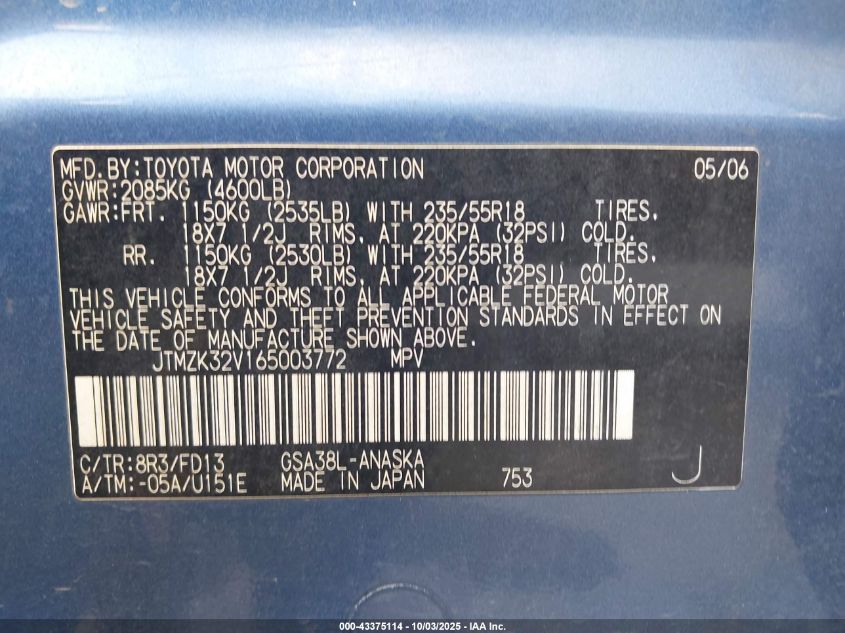 MFD. BY: TOYOTA MOTOR CORPORATION 05/06
GVWR: 2085KG (4600LB)
GAWR: FRT. 1150KG (2535LB) WITH 235/55R18 TIRES.
18X7 1/2J RIMS. AT 220KPA (32PSI) COLD.
RR. 1150KG (2530LB) WITH 235/55R18 TIRES.
18X7 1/2J RIMS. AT 220KPA (32PSI) COLD.
THIS VEHICLE CONFORMS TO ALL APPLICABLE FEDERAL MOTOR
VEHICLE SAFETY AND THEFT PREVENTION STANDARDS IN EFFECT ON
THE DATE OF MANUFACTURE SHOWN ABOVE.
JTMZK32V165003772 MPV
C/TR: 8R3/FD13 GSA38L-ANASKA
A/TM: -05A/U151E MADE IN JAPAN 753 J
000-43375114 - 10/03/2025 - IAA Inc.